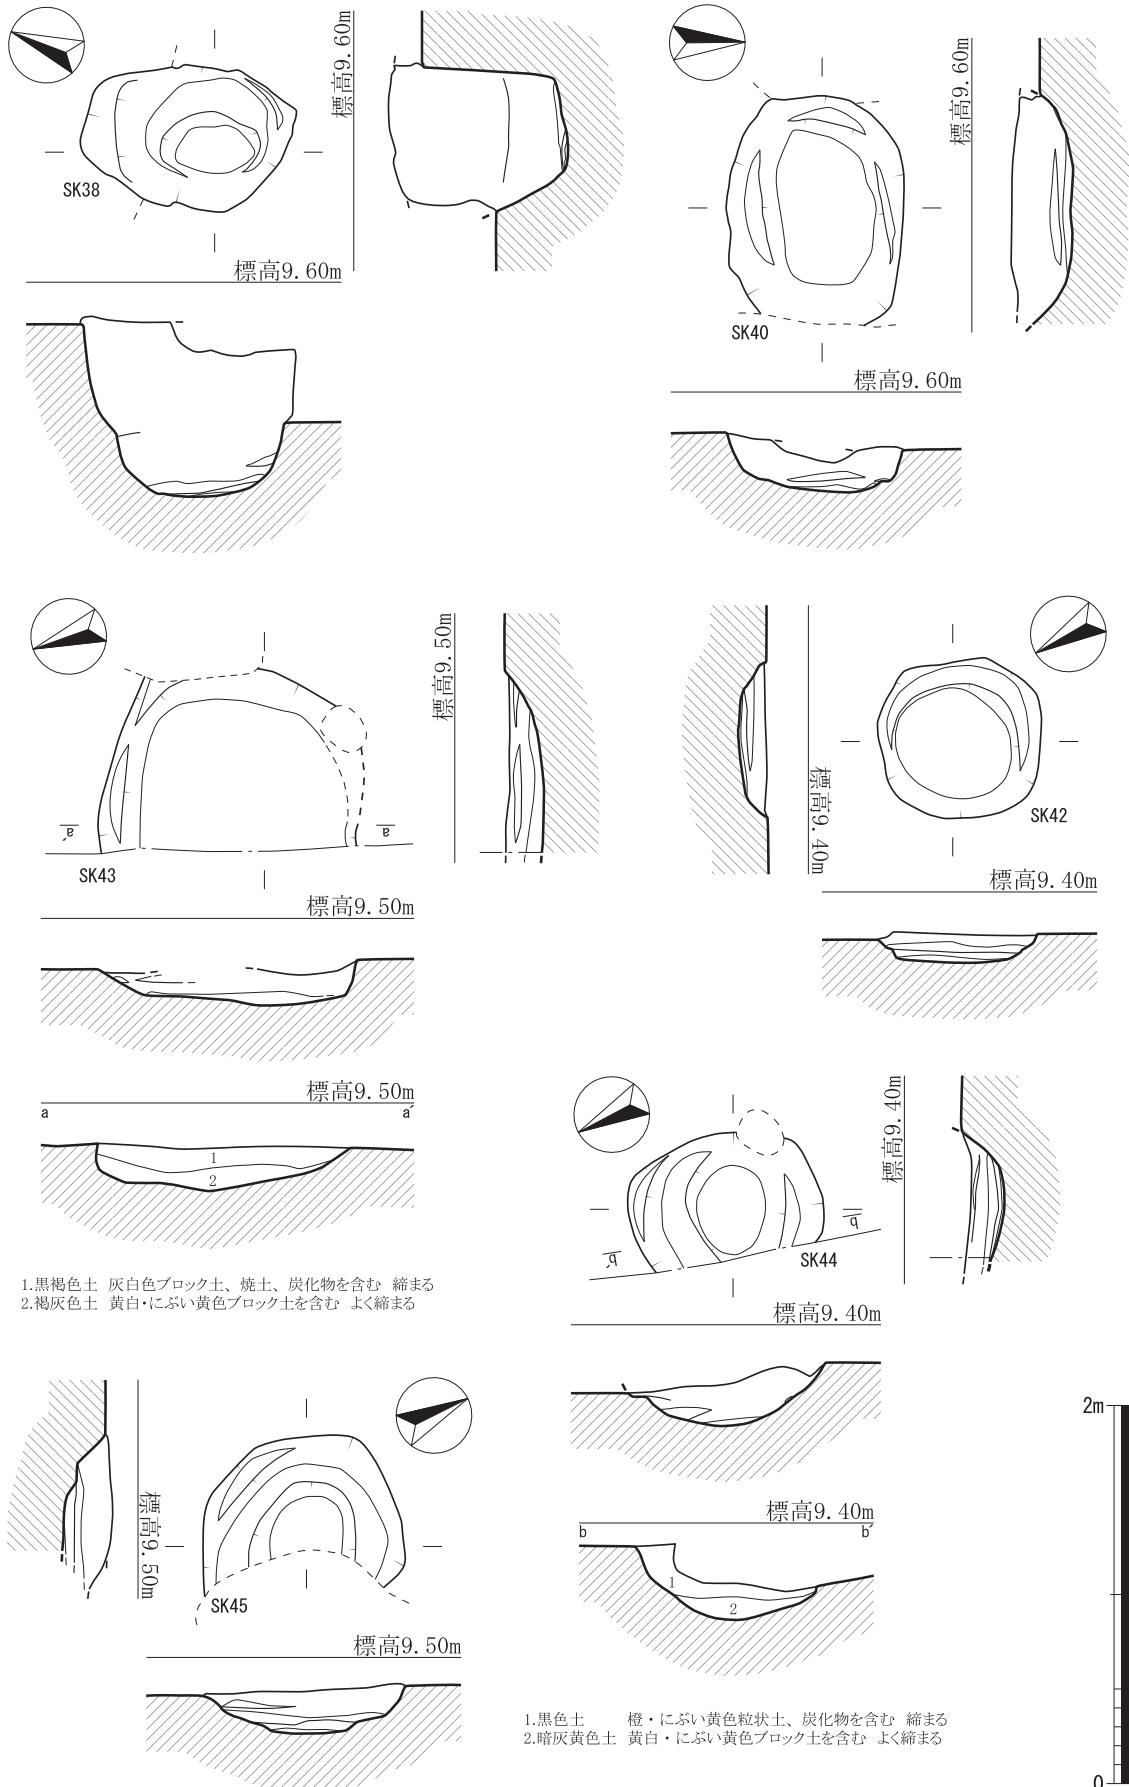 SK38
標高9.60m
標高9.60m
SK40
標高9.60m
標高9.60m
SK43
a′
a
標高9.50m
標高9.50m
標高9.50m
a
a′
1
2
1.黒褐色土 灰白色ブロック土、焼土、炭化物を含む 締まる
2.褐灰色土 黄白・にぶい黄色ブロック土を含む よく締まる
SK42
標高9.40m
標高9.40m
SK44
b′
b
標高9.40m
標高9.40m
標高9.40m
b
b′
1
2
1.黒色土 橙・にぶい黄色粒状土、炭化物を含む 締まる
2.暗灰黄色土 黄白・にぶい黄色ブロック土を含む よく締まる
SK45
標高9.50m
標高9.50m
2m
0